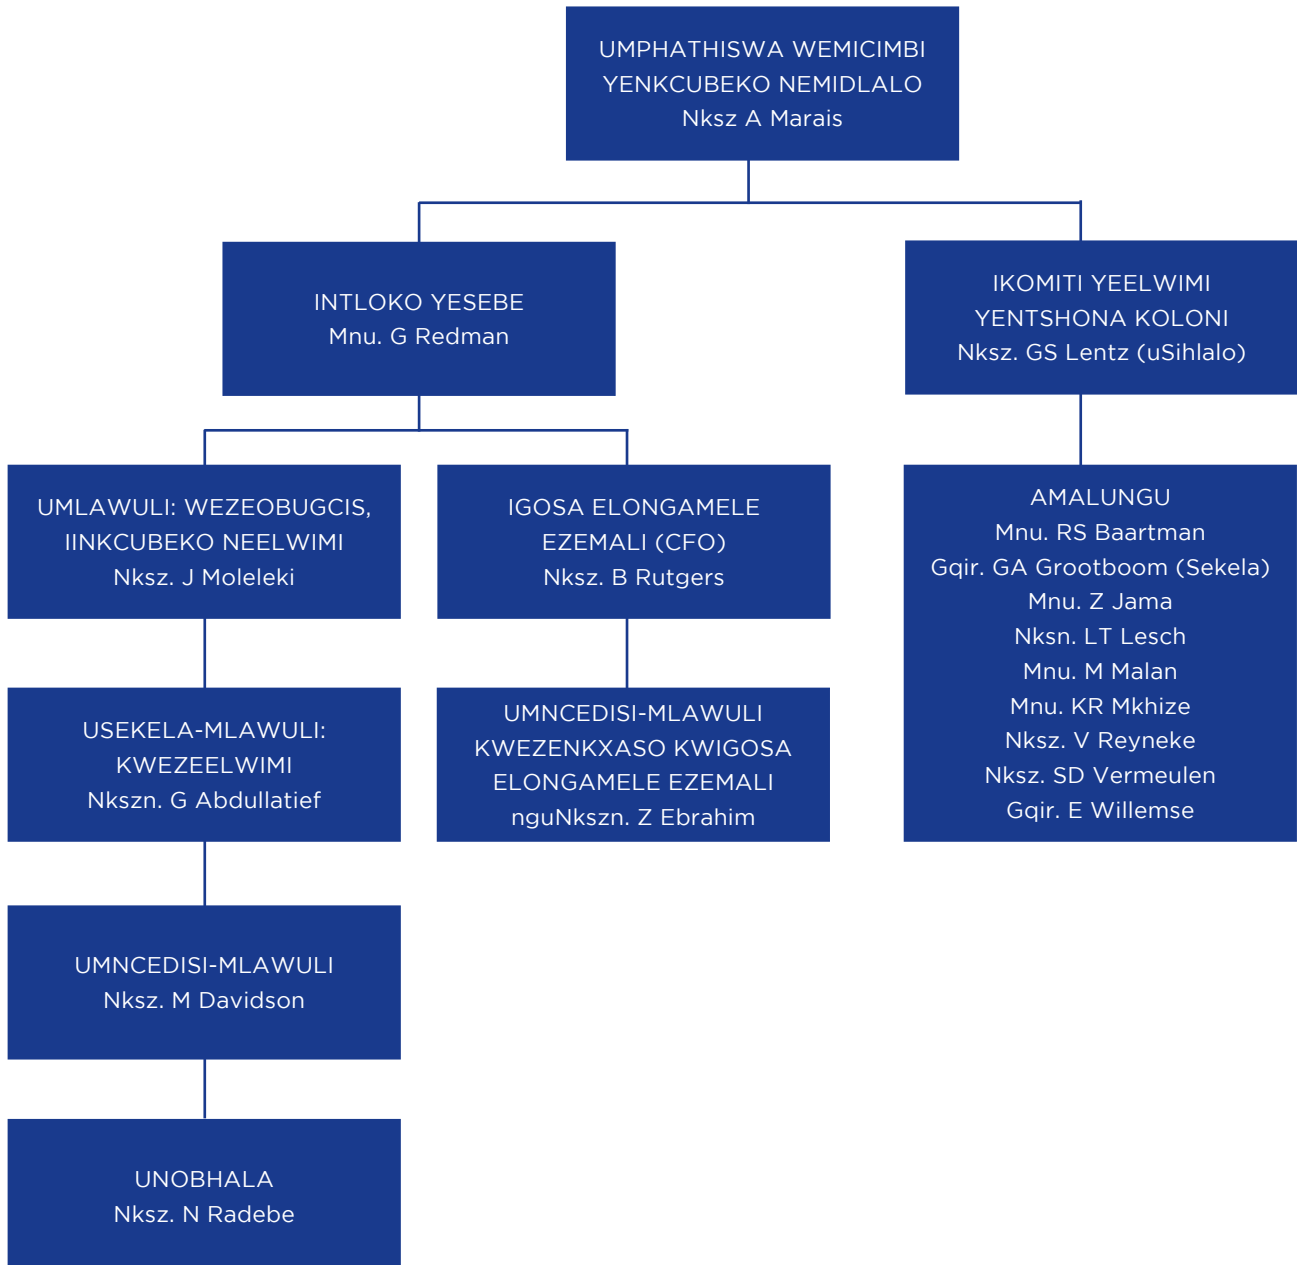 UMPHATHISWA WEMICIMBI
YENKCUBEKO NEMIDLALO
Nksz A Marais
INTLOKO YESEBE
Mnu. G Redman
IKOMITI YEELWIMI
YENTSHONA KOLONI
Nksz. GS Lentz (uSihlalo)
UMLAWULI: WEZEOBUGCIS,
IINKCUBEKO NEELWIMI
Nksz. J Moleleki
IGOSA ELONGAMELE
EZEMALI (CFO)
Nksz. B Rutgers
AMALUNGU
Mnu. RS Baartman
Gqir. GA Grootboom (Sekela)
Mnu. Z Jama
Nksn. LT Lesch
Mnu. M Malan
Mnu. KR Mkhize
Nksz. V Reyneke
Nksz. SD Vermeulen
Gqir. E Willemse
USEKELA-MLAWULI:
KWEZEELWIMI
Nkszn. G Abdullatief
UMNCEDISI-MLAWULI
KWEZENKXASO KWIGOSA
ELONGAMELE EZEMALI
nguNkszn. Z Ebrahim
UMNCEDISI-MLAWULI
Nksz. M Davidson
UNOBHALA
Nksz. N Radebe